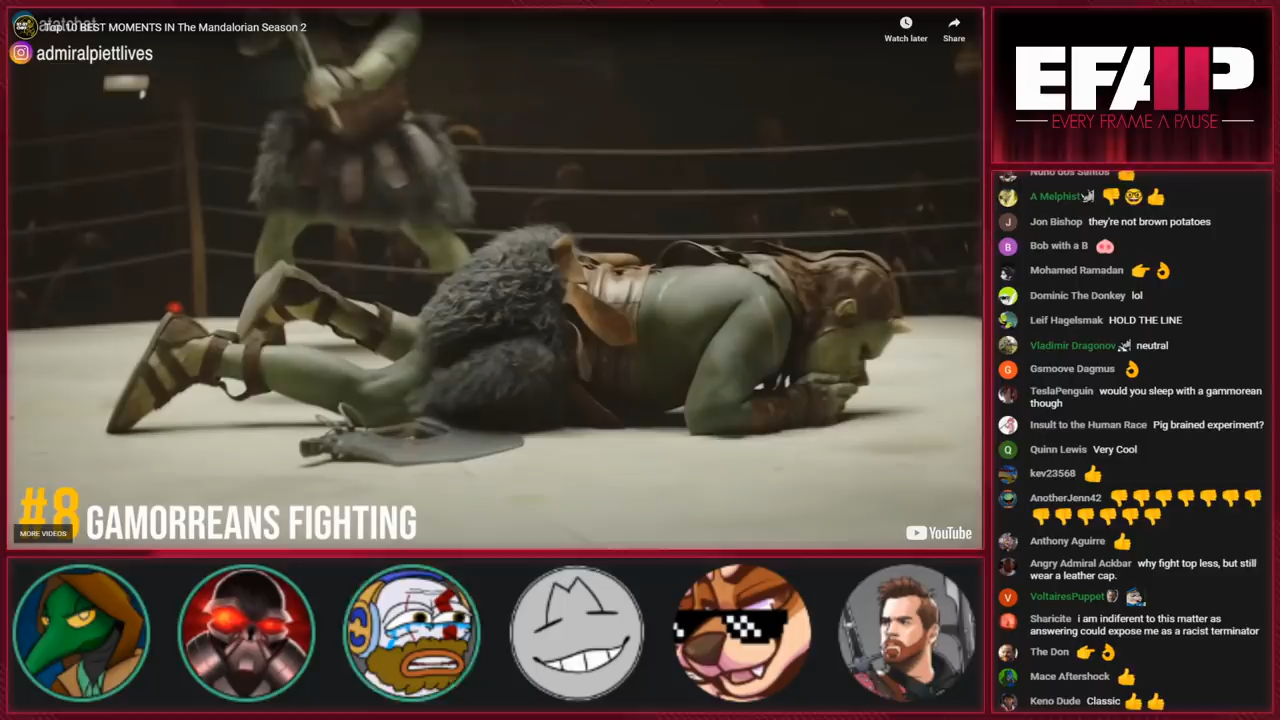 Top 10 BEST MOMENTS IN The Mandalorian Season 2
admiralpiettlives
Watch later
Share
#8 GAMORREANS FIGHTING
MORE VIDEOS
YouTube
EFAP
EVERY FRAME A PAUSE
Nuno dos Santos 👍
A Melphist 👎 🤓 👍
Jon Bishop they're not brown potatoes
Bob with a B 🐽
Mohamed Ramadan 👉 👌
Dominic The Donkey lol
Leif Hagelsmak HOLD THE LINE
Vladimir Dragonov neutral
Gsmoove Dagmus 👌
TeslaPenguin would you sleep with a gammorean
though
Insult to the Human Race Pig brained experiment?
Quinn Lewis Very Cool
kev23568 👍
AnotherJenn42 👎👎👎👎👎👎👎
👎👎👎👎👎👎
Anthony Aguirre 👍
Angry Admiral Ackbar why fight top less, but still
wear a leather cap.
VoltairesPuppet
Sharicite i am indiferent to this matter as
answering could expose me as a racist terminator
The Don 👉 👌
Mace Aftershock 👍
Keno Dude Classic 👍 👍